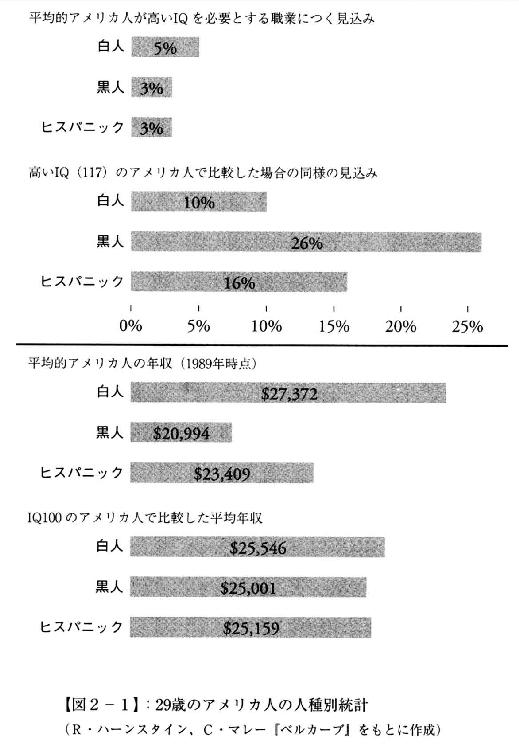 平均的アメリカ人が高いIQを必要とする職業につく見込み
白人 5%
黒人 3%
ヒスパニック 3%
高いIQ（117）のアメリカ人で比較した場合の同様の見込み
白人 10%
黒人 26%
ヒスパニック 16%
0% 5% 10% 15% 20% 25%
平均的アメリカ人の年収（1989年時点）
白人 $27,372
黒人 $20,994
ヒスパニック $23,409
IQ100のアメリカ人で比較した平均年収
白人 $25,546
黒人 $25,001
ヒスパニック $25,159
【図２－１】：29歳のアメリカ人の人種別統計
（Ｒ・ハーンスタイン、Ｃ・マレー『ベルカーブ』をもとに作成）